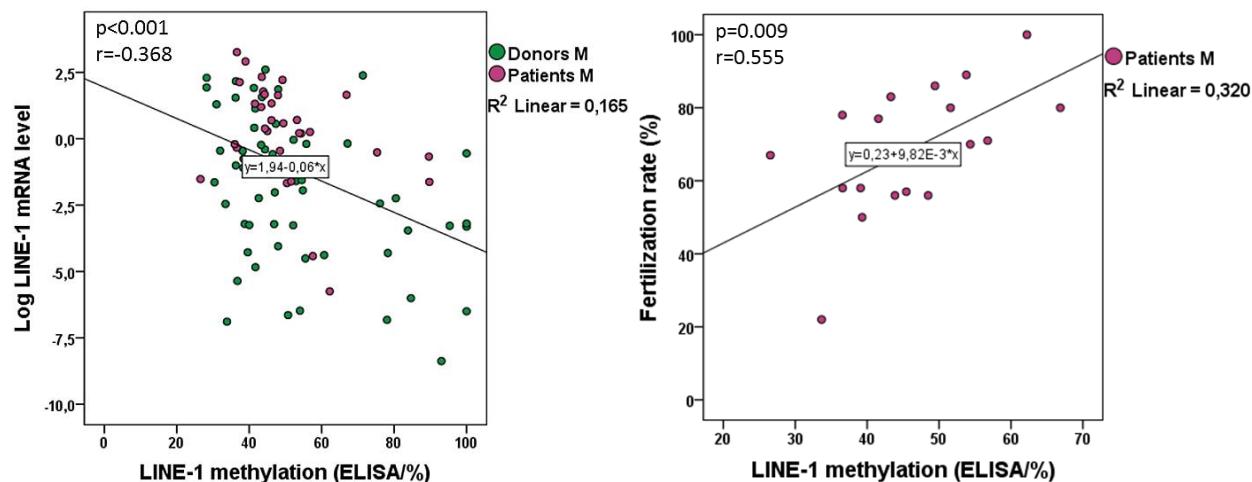 p<0.001
r=-0.368
Donors M
Patients M
R² Linear = 0,165
2,5
0,0
-2,5
-5,0
-7,5
-10,0
Log LINE-1 mRNA level
y=1,94-0,06*x
0 20 40 60 80 100
LINE-1 methylation (ELISA/%)
p=0.009
r=0.555
Patients M
R² Linear = 0,320
100
80
60
40
20
0
Fertilization rate (%)
y=0,23+9,82E-3*x
20 30 40 50 60 70
LINE-1 methylation (ELISA/%)